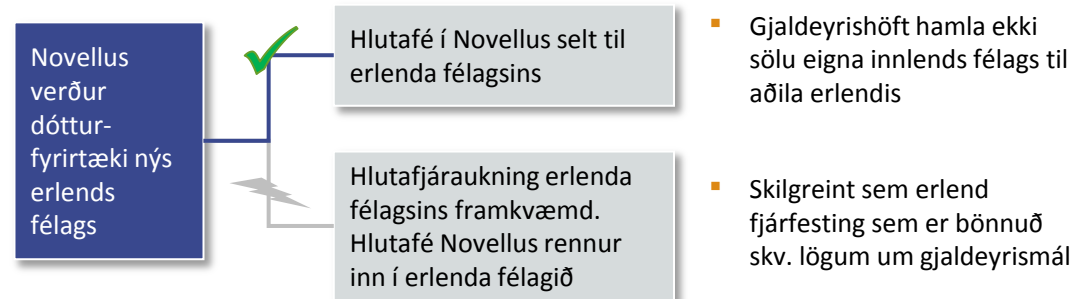 Novellus
verður
dóttur-
fyrirtæki nýs
erlends
félags
Hlutafé í Novellus selt til
erlenda félagsins
Gjaldeyrishöft hamla ekki
sölu eigna innlends félags til
aðila erlendis
Hlutafjáraukning erlenda
félagsins framkvæmd.
Hlutafé Novellus rennur
inn í erlenda félagið
Skilgreint sem erlend
fjárfesting sem er bönnuð
skv. lögum um gjaldeyrismál